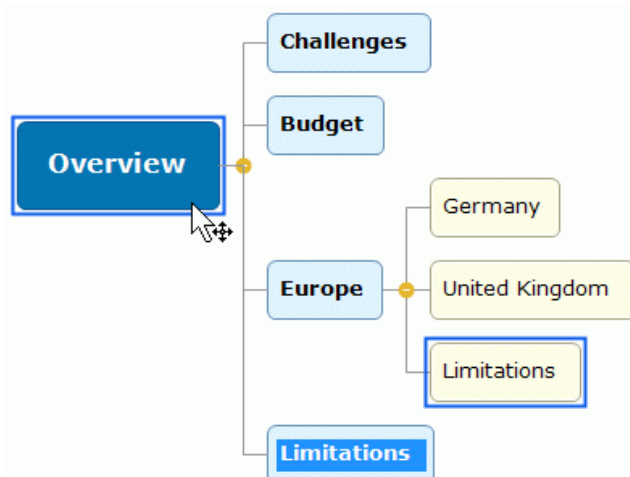 Challenges
Budget
Overview
Germany
Europe
United Kingdom
Limitations
Limitations